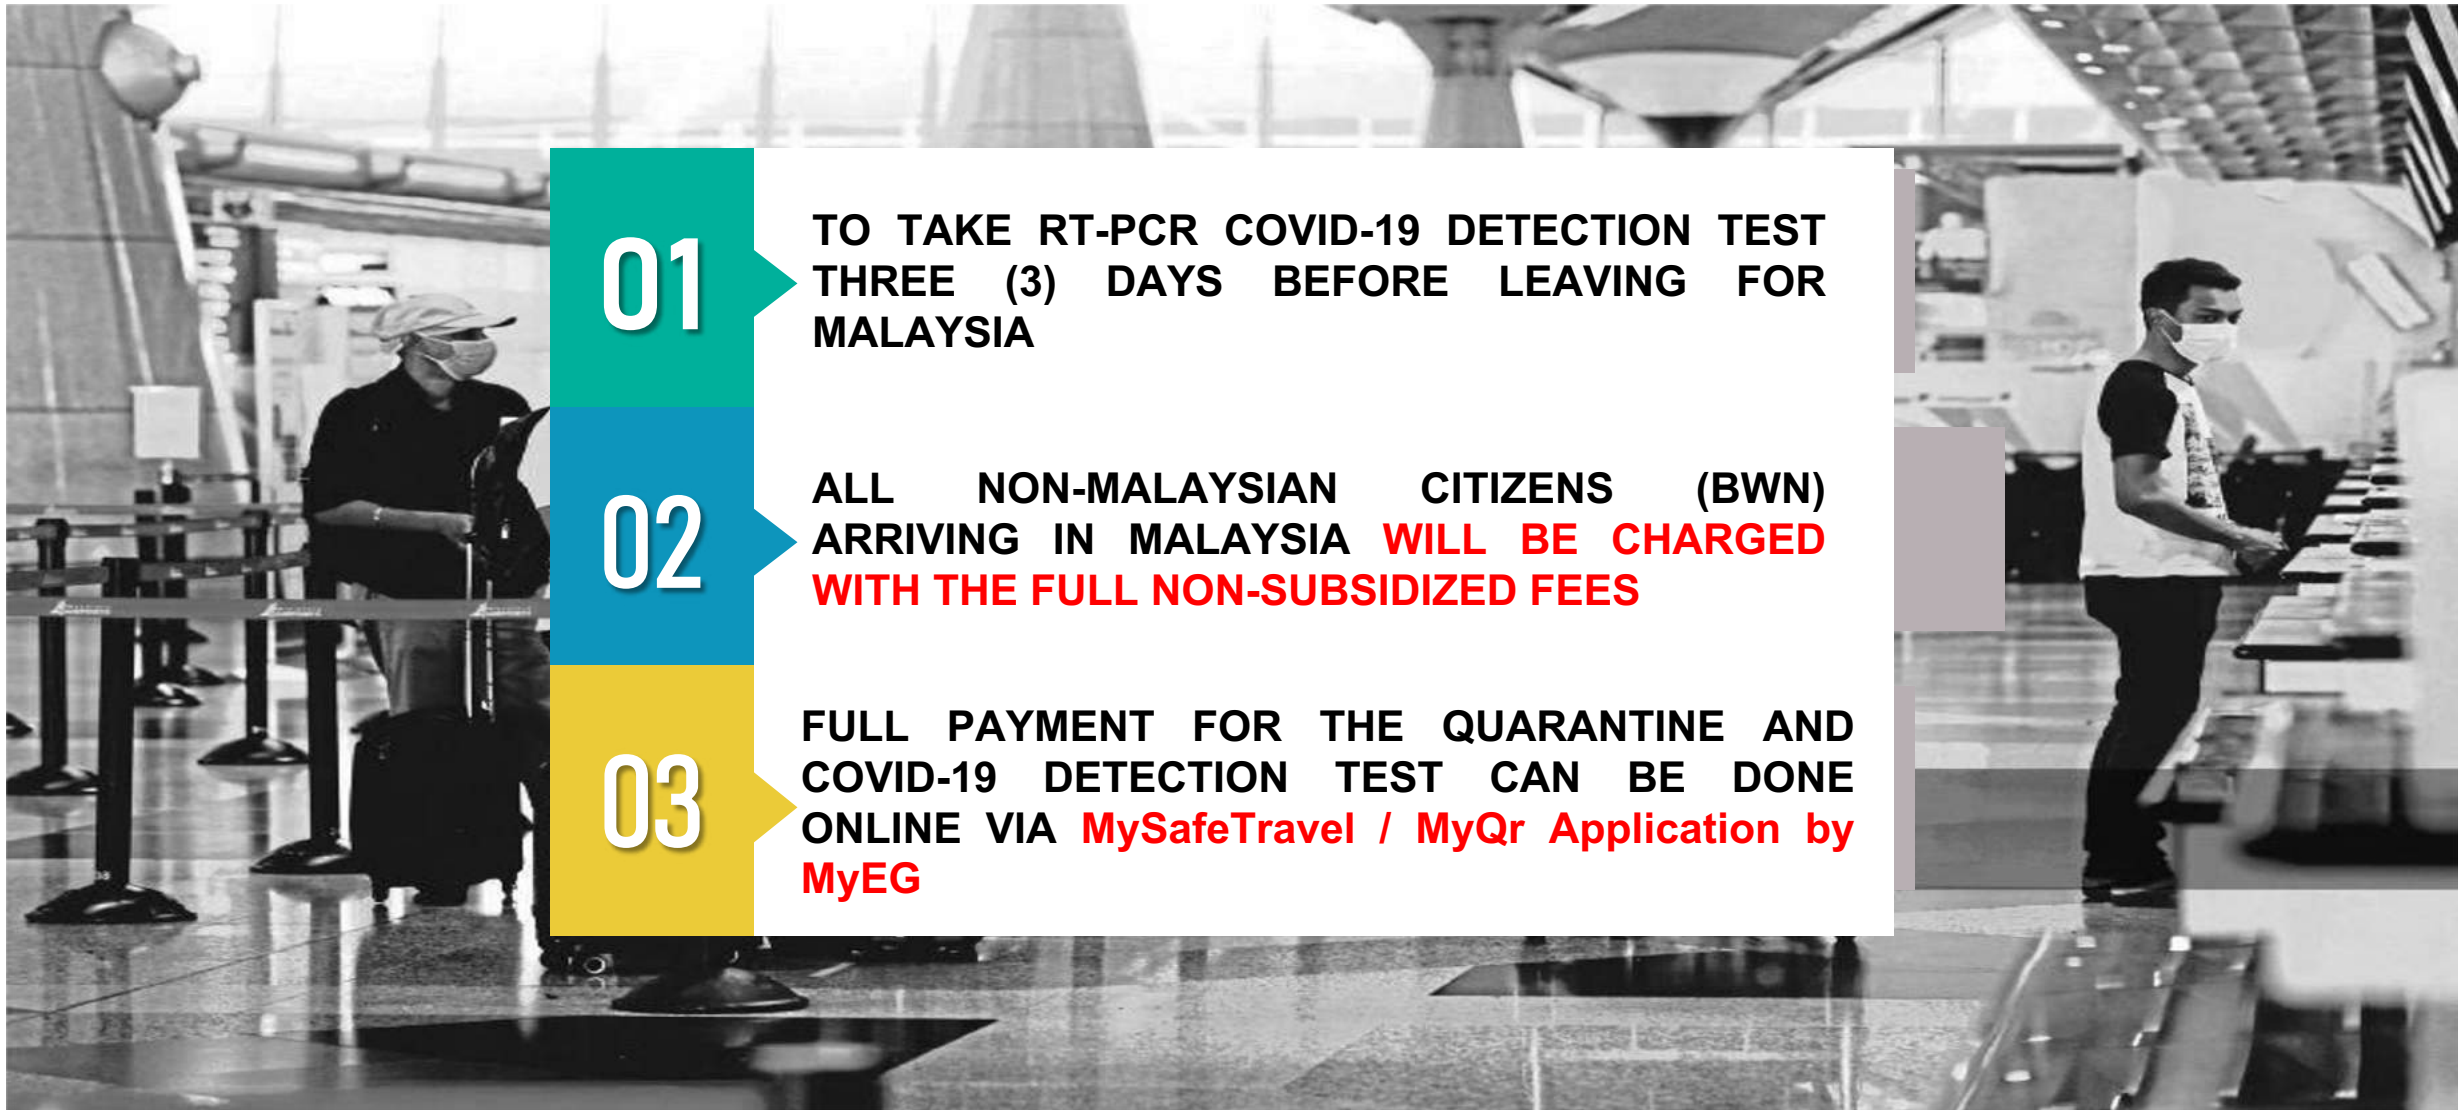 01
TO TAKE RT-PCR COVID-19 DETECTION TEST
THREE (3) DAYS BEFORE LEAVING FOR
MALAYSIA
02
ALL NON-MALAYSIAN CITIZENS (BWN)
ARRIVING IN MALAYSIA WILL BE CHARGED
WITH THE FULL NON-SUBSIDIZED FEES
03
FULL PAYMENT FOR THE QUARANTINE AND
COVID-19 DETECTION TEST CAN BE DONE
ONLINE VIA MySafeTravel / MyQr Application by
MyEG